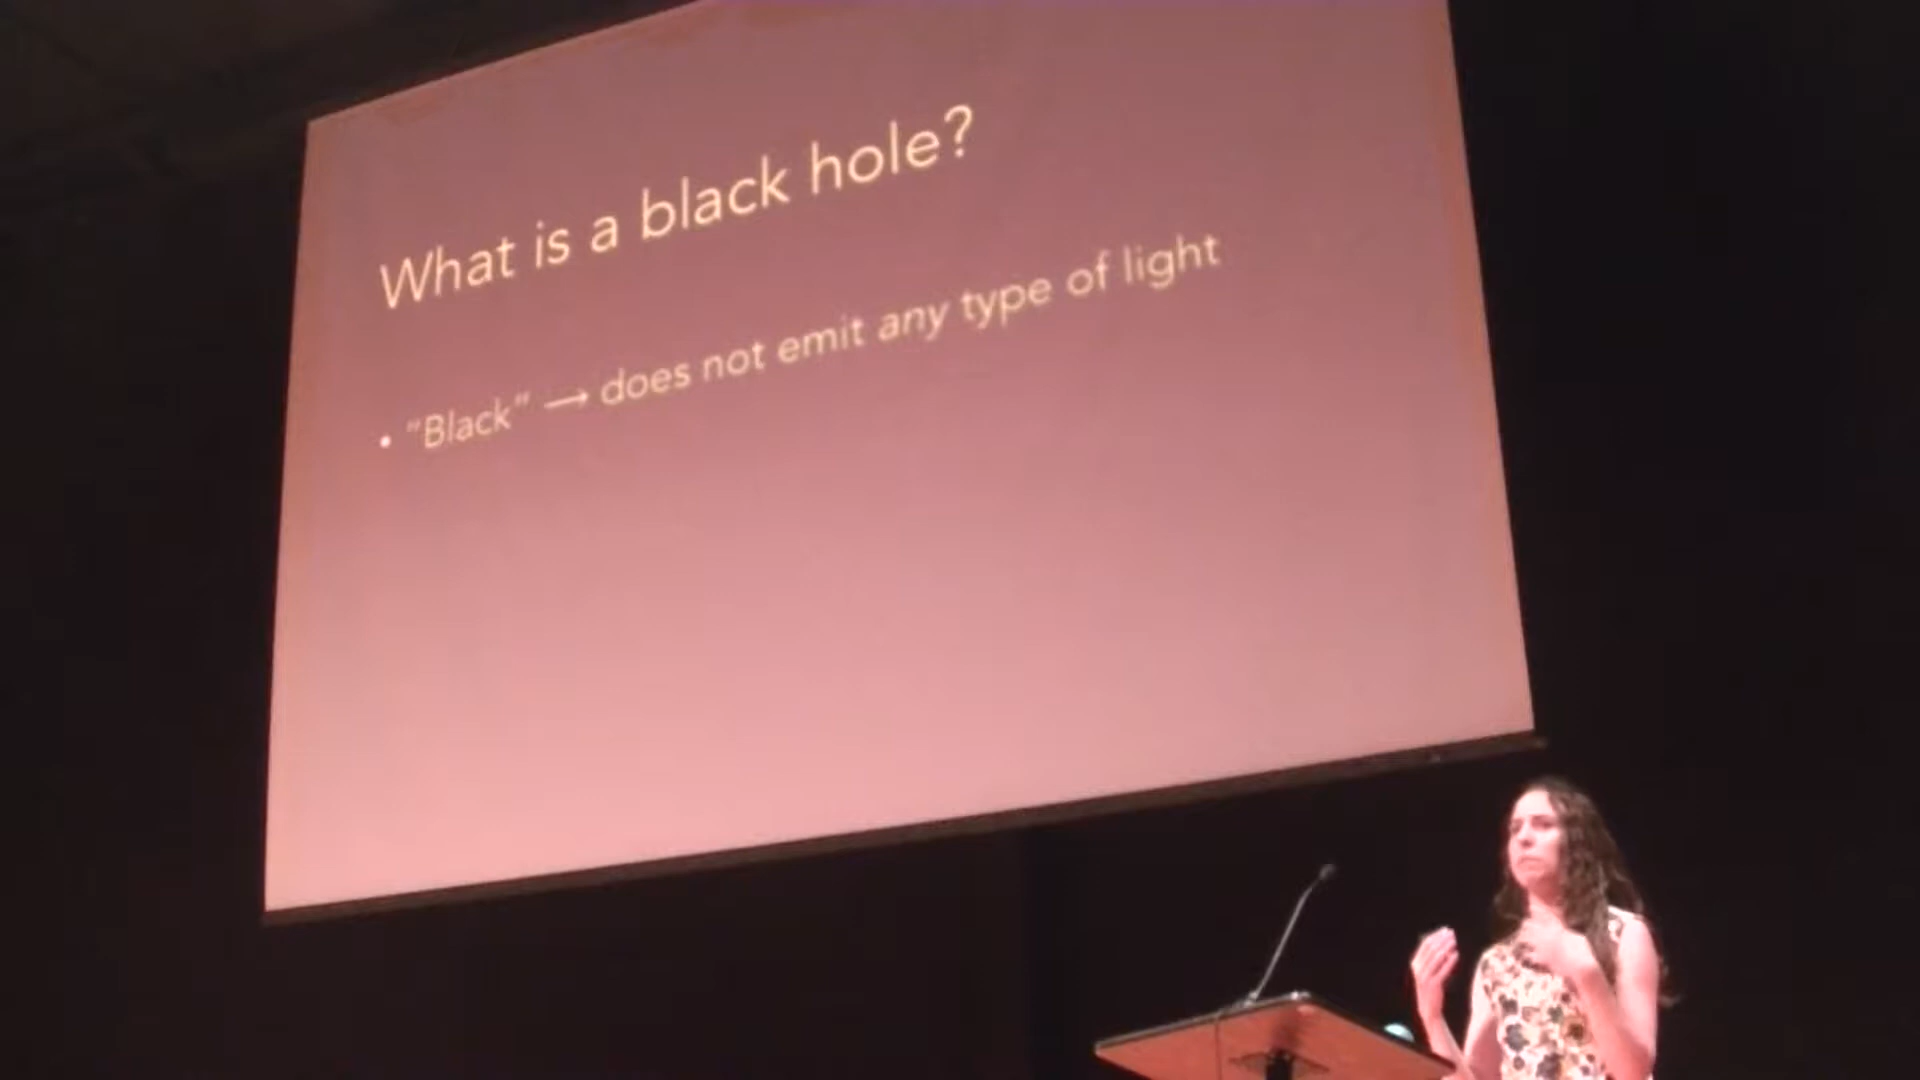 What is a black hole?
• "Black" → does not emit any type of light